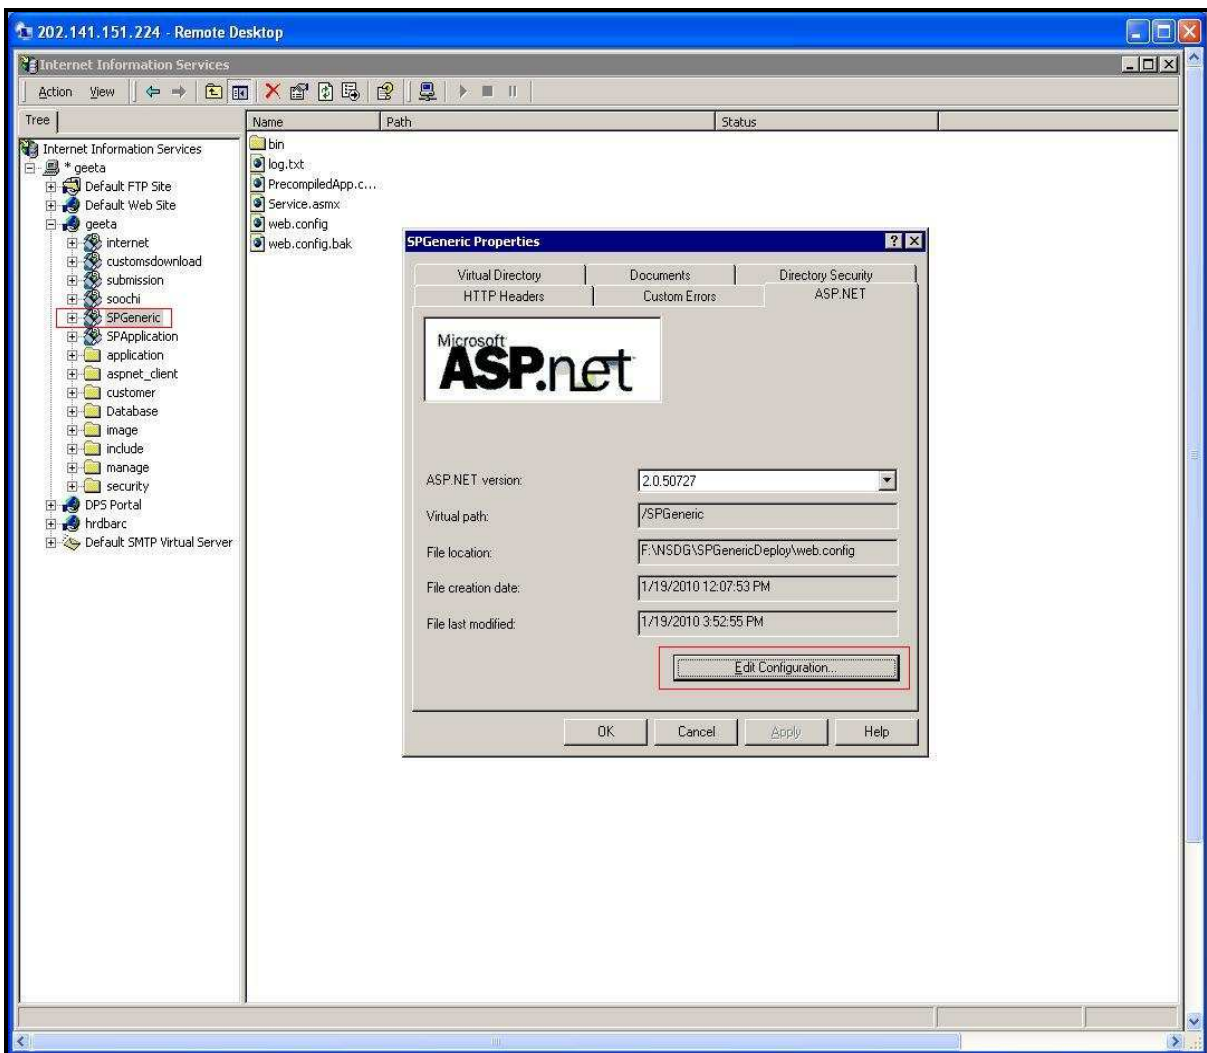 202.141.151.224 - Remote Desktop
Internet Information Services
Action View
Tree
Name Path Status
Internet Information Services
* geeta
Default FTP Site
Default Web Site
geeta
internet
customsdownload
submission
soochi
SPGeneric
SPApplication
application
aspnet_client
customer
Database
image
include
manage
security
DPS Portal
hrdbarc
Default SMTP Virtual Server
bin
log.txt
PrecompiledApp.c...
Service.asmx
web.config
web.config.bak
SPGeneric Properties
Virtual Directory Documents Directory Security
HTTP Headers Custom Errors ASP.NET
Microsoft
ASP.net
ASP.NET version: 2.0.50727
Virtual path: /SPGeneric
File location: F:\NSDG\SPGenericDeploy\web.config
File creation date: 1/19/2010 12:07:53 PM
File last modified: 1/19/2010 3:52:55 PM
Edit Configuration...
OK Cancel Apply Help